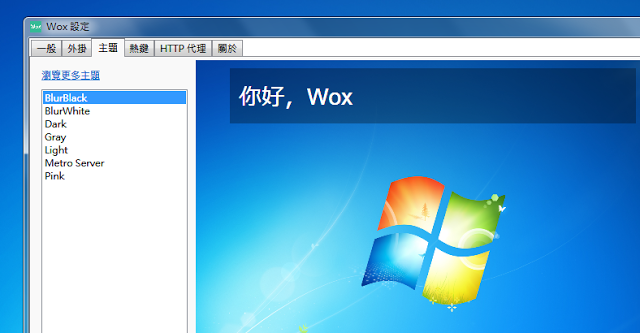 Wox 設定
一般 外掛 主題 熱鍵 HTTP 代理 關於
瀏覽更多主題
BlurBlack
BlurWhite
Dark
Gray
Light
Metro Server
Pink
你好，Wox